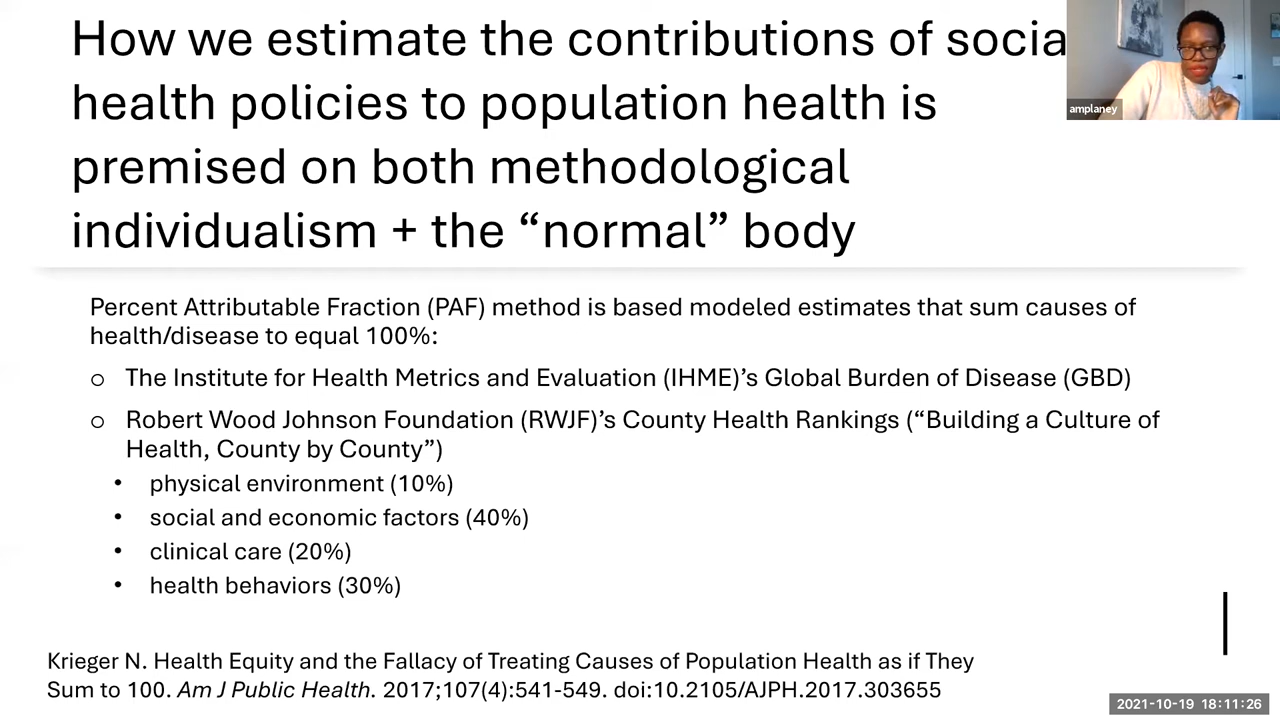 How we estimate the contributions of socia
health policies to population health is
premised on both methodological
individualism + the “normal” body
amplaney
Percent Attributable Fraction (PAF) method is based modeled estimates that sum causes of
health/disease to equal 100%:
○ The Institute for Health Metrics and Evaluation (IHME)’s Global Burden of Disease (GBD)
○ Robert Wood Johnson Foundation (RWJF)’s County Health Rankings (“Building a Culture of
Health, County by County”)
• physical environment (10%)
• social and economic factors (40%)
• clinical care (20%)
• health behaviors (30%)
Krieger N. Health Equity and the Fallacy of Treating Causes of Population Health as if They
Sum to 100. Am J Public Health. 2017;107(4):541-549. doi:10.2105/AJPH.2017.303655
2021-10-19 18:11:26